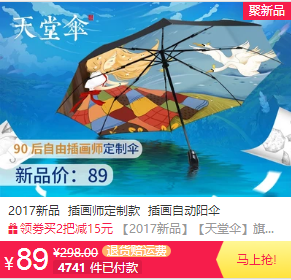 聚新品
天堂伞
90后自由插画师定制伞
新品价：89
2017新品 插画师定制款 插画自动阳伞
领券买2把减15元 【2017新品】【天堂伞】旗...
¥89 ¥298.00 退货赔运费
4741 件已付款
马上抢!